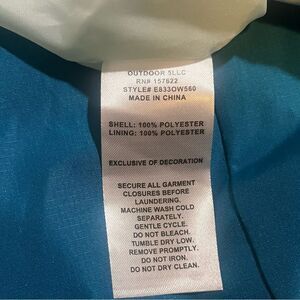 OUTDOOR 5LLC
RN# 157622
STYLE# E833OW560
MADE IN CHINA
SHELL: 100% POLYESTER
LINING: 100% POLYESTER
EXCLUSIVE OF DECORATION
SECURE ALL GARMENT
CLOSURES BEFORE
LAUNDERING.
MACHINE WASH COLD
SEPARATELY.
GENTLE CYCLE.
DO NOT BLEACH.
TUMBLE DRY LOW.
REMOVE PROMPTLY.
DO NOT IRON.
DO NOT DRY CLEAN.